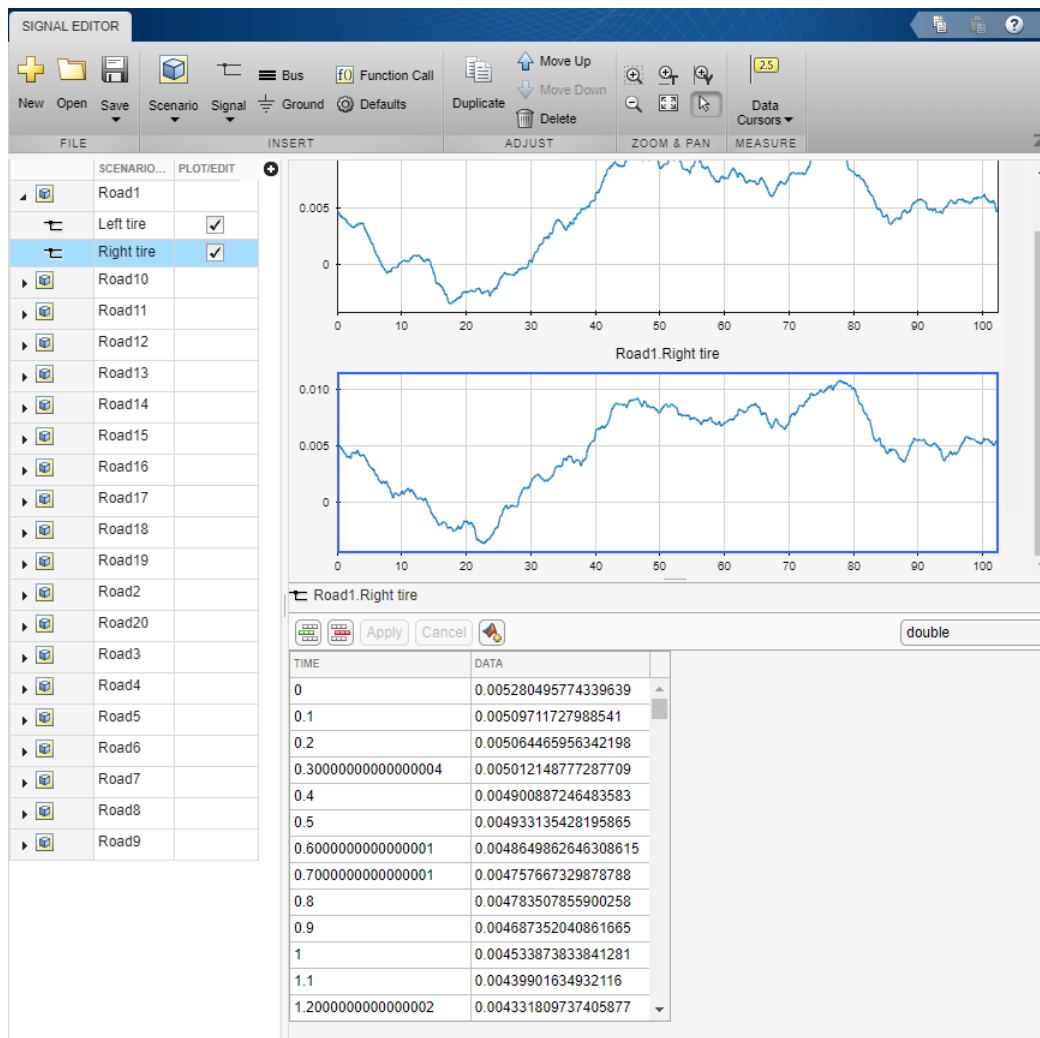 SIGNAL EDITOR
?
New Open Save Scenario Signal Bus Ground f() Function Call Defaults Duplicate Move Up Move Down Delete 2.5 Data Cursors
FILE INSERT ADJUST ZOOM & PAN MEASURE
SCENARIO... PLOT/EDIT
Road1
Left tire
Right tire
Road10
Road11
Road12
Road13
Road14
Road15
Road16
Road17
Road18
Road19
Road2
Road20
Road3
Road4
Road5
Road6
Road7
Road8
Road9
0.005
0
0 10 20 30 40 50 60 70 80 90 100
Road1.Right tire
0.010
0.005
0
0 10 20 30 40 50 60 70 80 90 100
Road1.Right tire
Apply Cancel double
TIME DATA
0 0.005280495774339639
0.1 0.00509711727988541
0.2 0.005064465956342198
0.30000000000000004 0.005012148777287709
0.4 0.004900887246483583
0.5 0.004933135428195865
0.6000000000000001 0.0048649862646308615
0.7000000000000001 0.004757667329878788
0.8 0.004783507855900258
0.9 0.004687352040861665
1 0.004533873833841281
1.1 0.00439901634932116
1.2000000000000002 0.004331809737405877